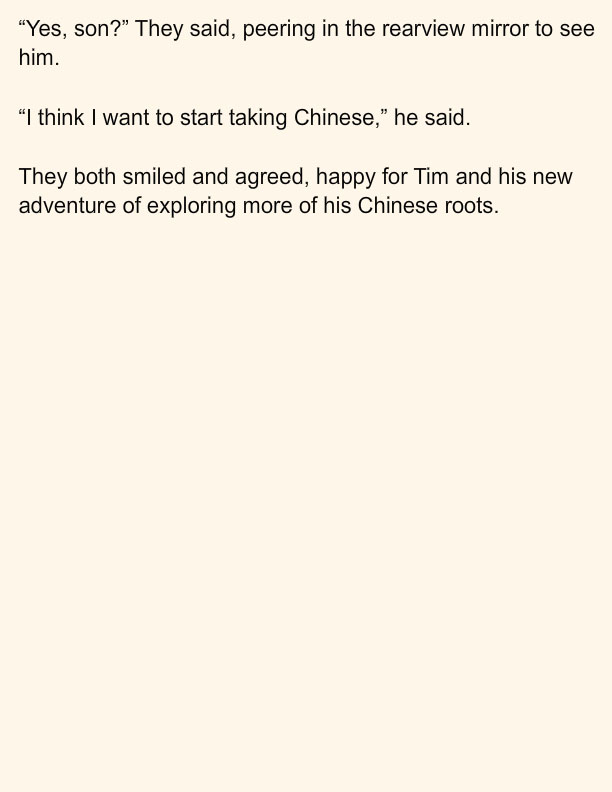 “Yes, son?” They said, peering in the rearview mirror to see
him.
“I think I want to start taking Chinese,” he said.
They both smiled and agreed, happy for Tim and his new
adventure of exploring more of his Chinese roots.